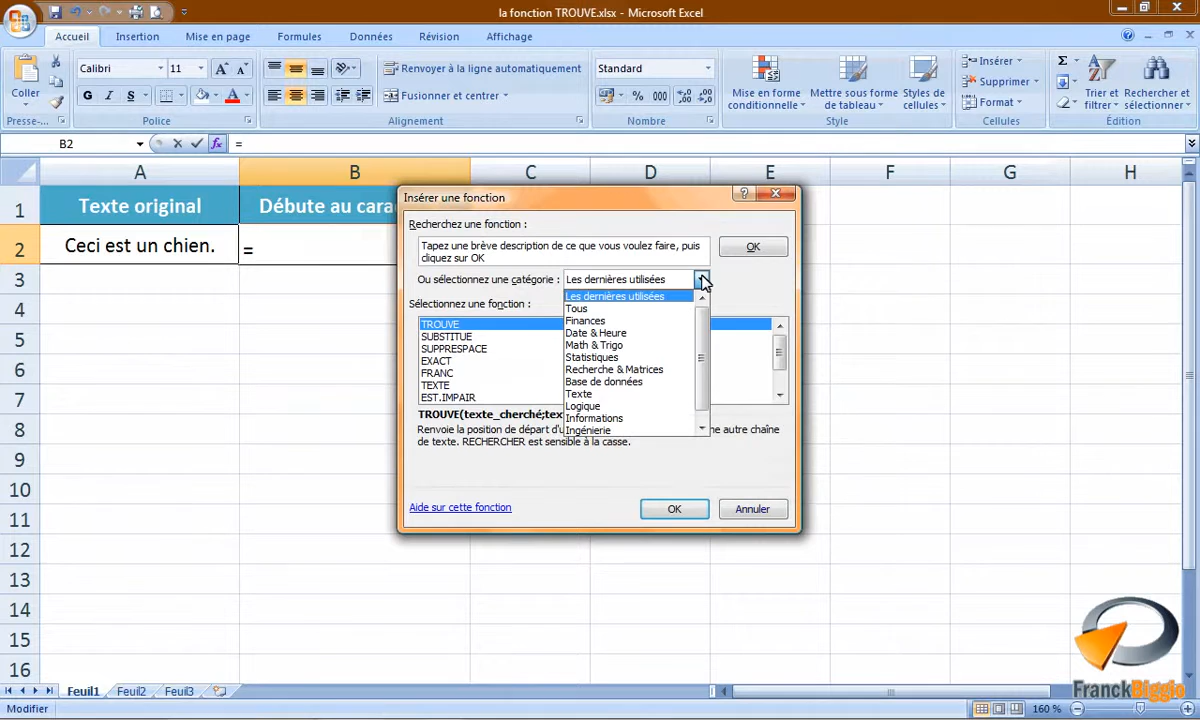 la fonction TROUVE.xlsx - Microsoft Excel
Accueil Insertion Mise en page Formules Données Révision Affichage
Coller
Calibri 11
Renvoyer à la ligne automatiquement
Standard
G I S
Fusionner et centrer
% 000
Mise en forme conditionnelle
Mettre sous forme de tableau
Styles de cellules
Insérer
Supprimer
Format
Σ
Trier et filtrer
Rechercher et sélectionner
Presse-... Police Alignement Nombre Style Cellules Édition
B2 fx =
A B C D E F G H
1 Texte original Débute au cara
2 Ceci est un chien. =
3
4
5
6
7
8
9
10
11
12
13
14
15
16
Insérer une fonction
Recherchez une fonction :
Tapez une brève description de ce que vous voulez faire, puis
cliquez sur OK
OK
Ou sélectionnez une catégorie : Les dernières utilisées
Les dernières utilisées
Tous
Finances
Date & Heure
Math & Trigo
Statistiques
Recherche & Matrices
Base de données
Texte
Logique
Informations
Ingénierie
Sélectionnez une fonction :
TROUVE
SUBSTITUE
SUPPRESPACE
EXACT
FRANC
TEXTE
EST.IMPAIR
TROUVE(texte_cherché;tex
Renvoie la position de départ d'u ne autre chaîne
de texte. RECHERCHER est sensible à la casse.
Aide sur cette fonction
OK Annuler
FranckBiggio
Feuil1 Feuil2 Feuil3
Modifier 160 %